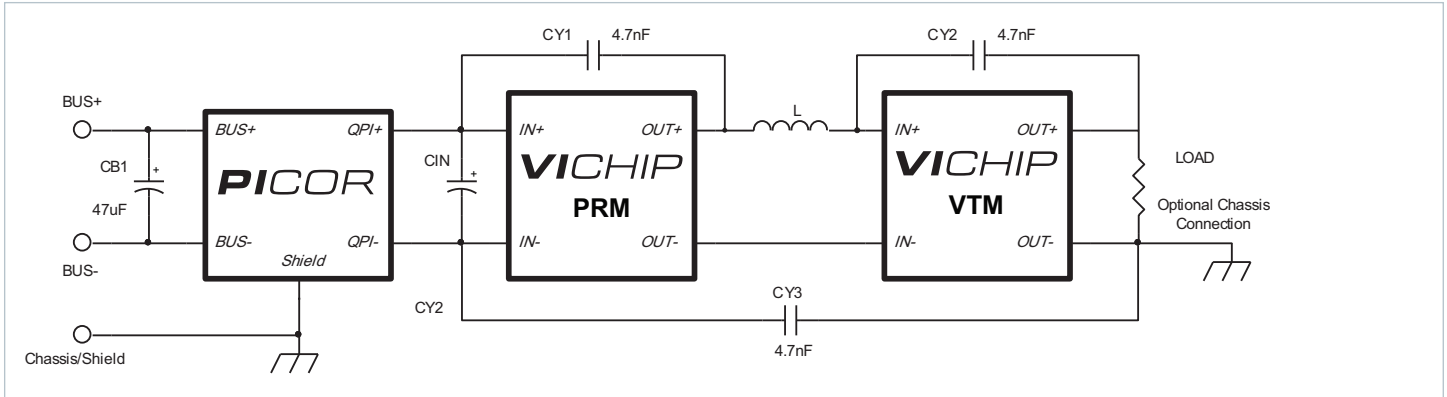 CY1 4.7nF
CY2 4.7nF
BUS+
BUS+ QPI+
IN+ OUT+
L
IN+ OUT+
CB1
47uF
PICOR
CIN
VICHIP
PRM
VICHIP
VTM
LOAD
Optional Chassis
Connection
BUS-
BUS- QPI-
IN- OUT-
IN- OUT-
Shield
CY2
CY3
4.7nF
Chassis/Shield
+
+